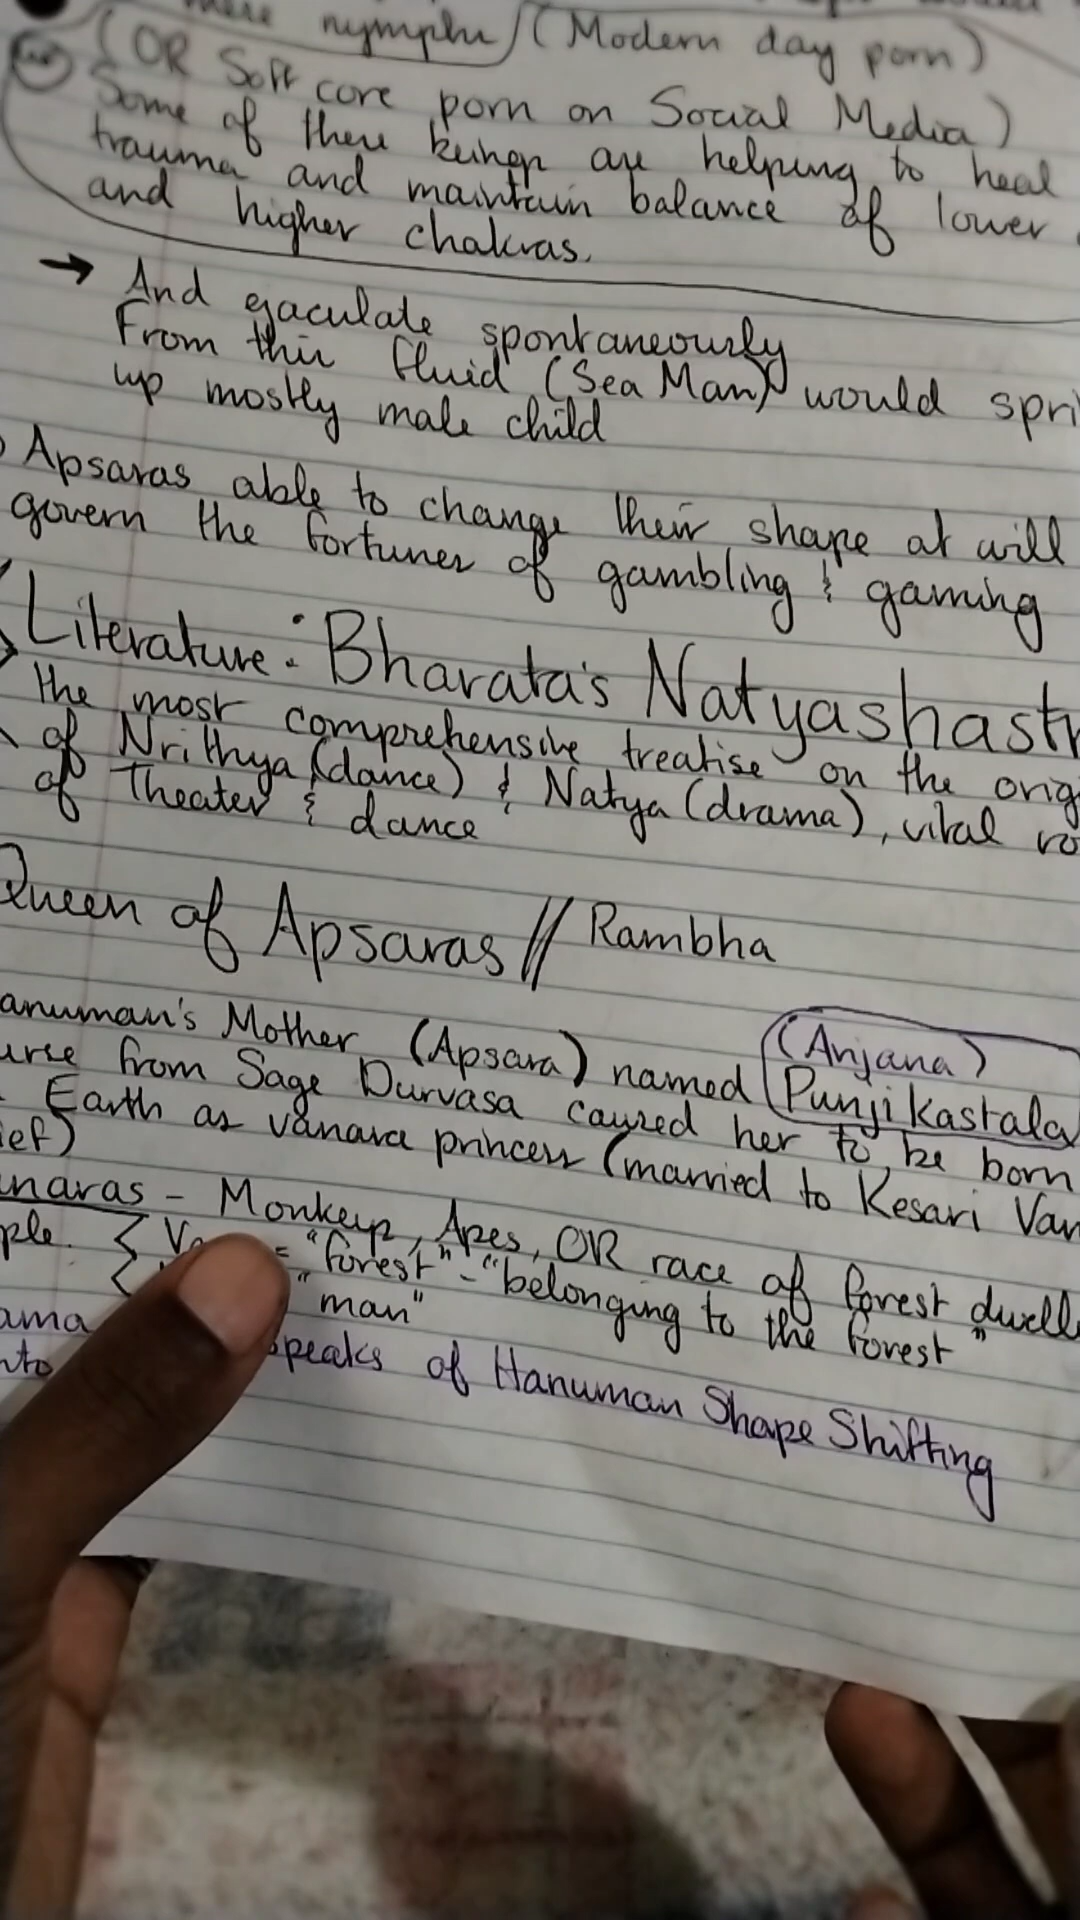 nymphs (Modern day porn)
(OR Soft core porn on Social Media)
Some of these beings are helping to heal
trauma and maintain balance of lower
and higher chakras.
→ And ejaculate spontaneously
From this fluid (Sea Man) would spri
up mostly male child
Apsaras able to change their shape at will
govern the fortunes of gambling & gaming
Literature: Bharata's Natyashastr
the most comprehensive treatise on the orig
of Nrithya (dance) & Natya (drama), vital ro
of Theater & dance
Queen of Apsaras // Rambha
(Anjana)
anuman's Mother (Apsara) named Punjikastala
urse from Sage Durvasa caused her to be born
Earth as vanara princess (married to Kesari Van
ief)
naras - Monkeys, Apes, OR race of forest dwell
ple. { Va = "forest" - "belonging to the forest"
"man"
ama
nto speaks of Hanuman Shape Shifting